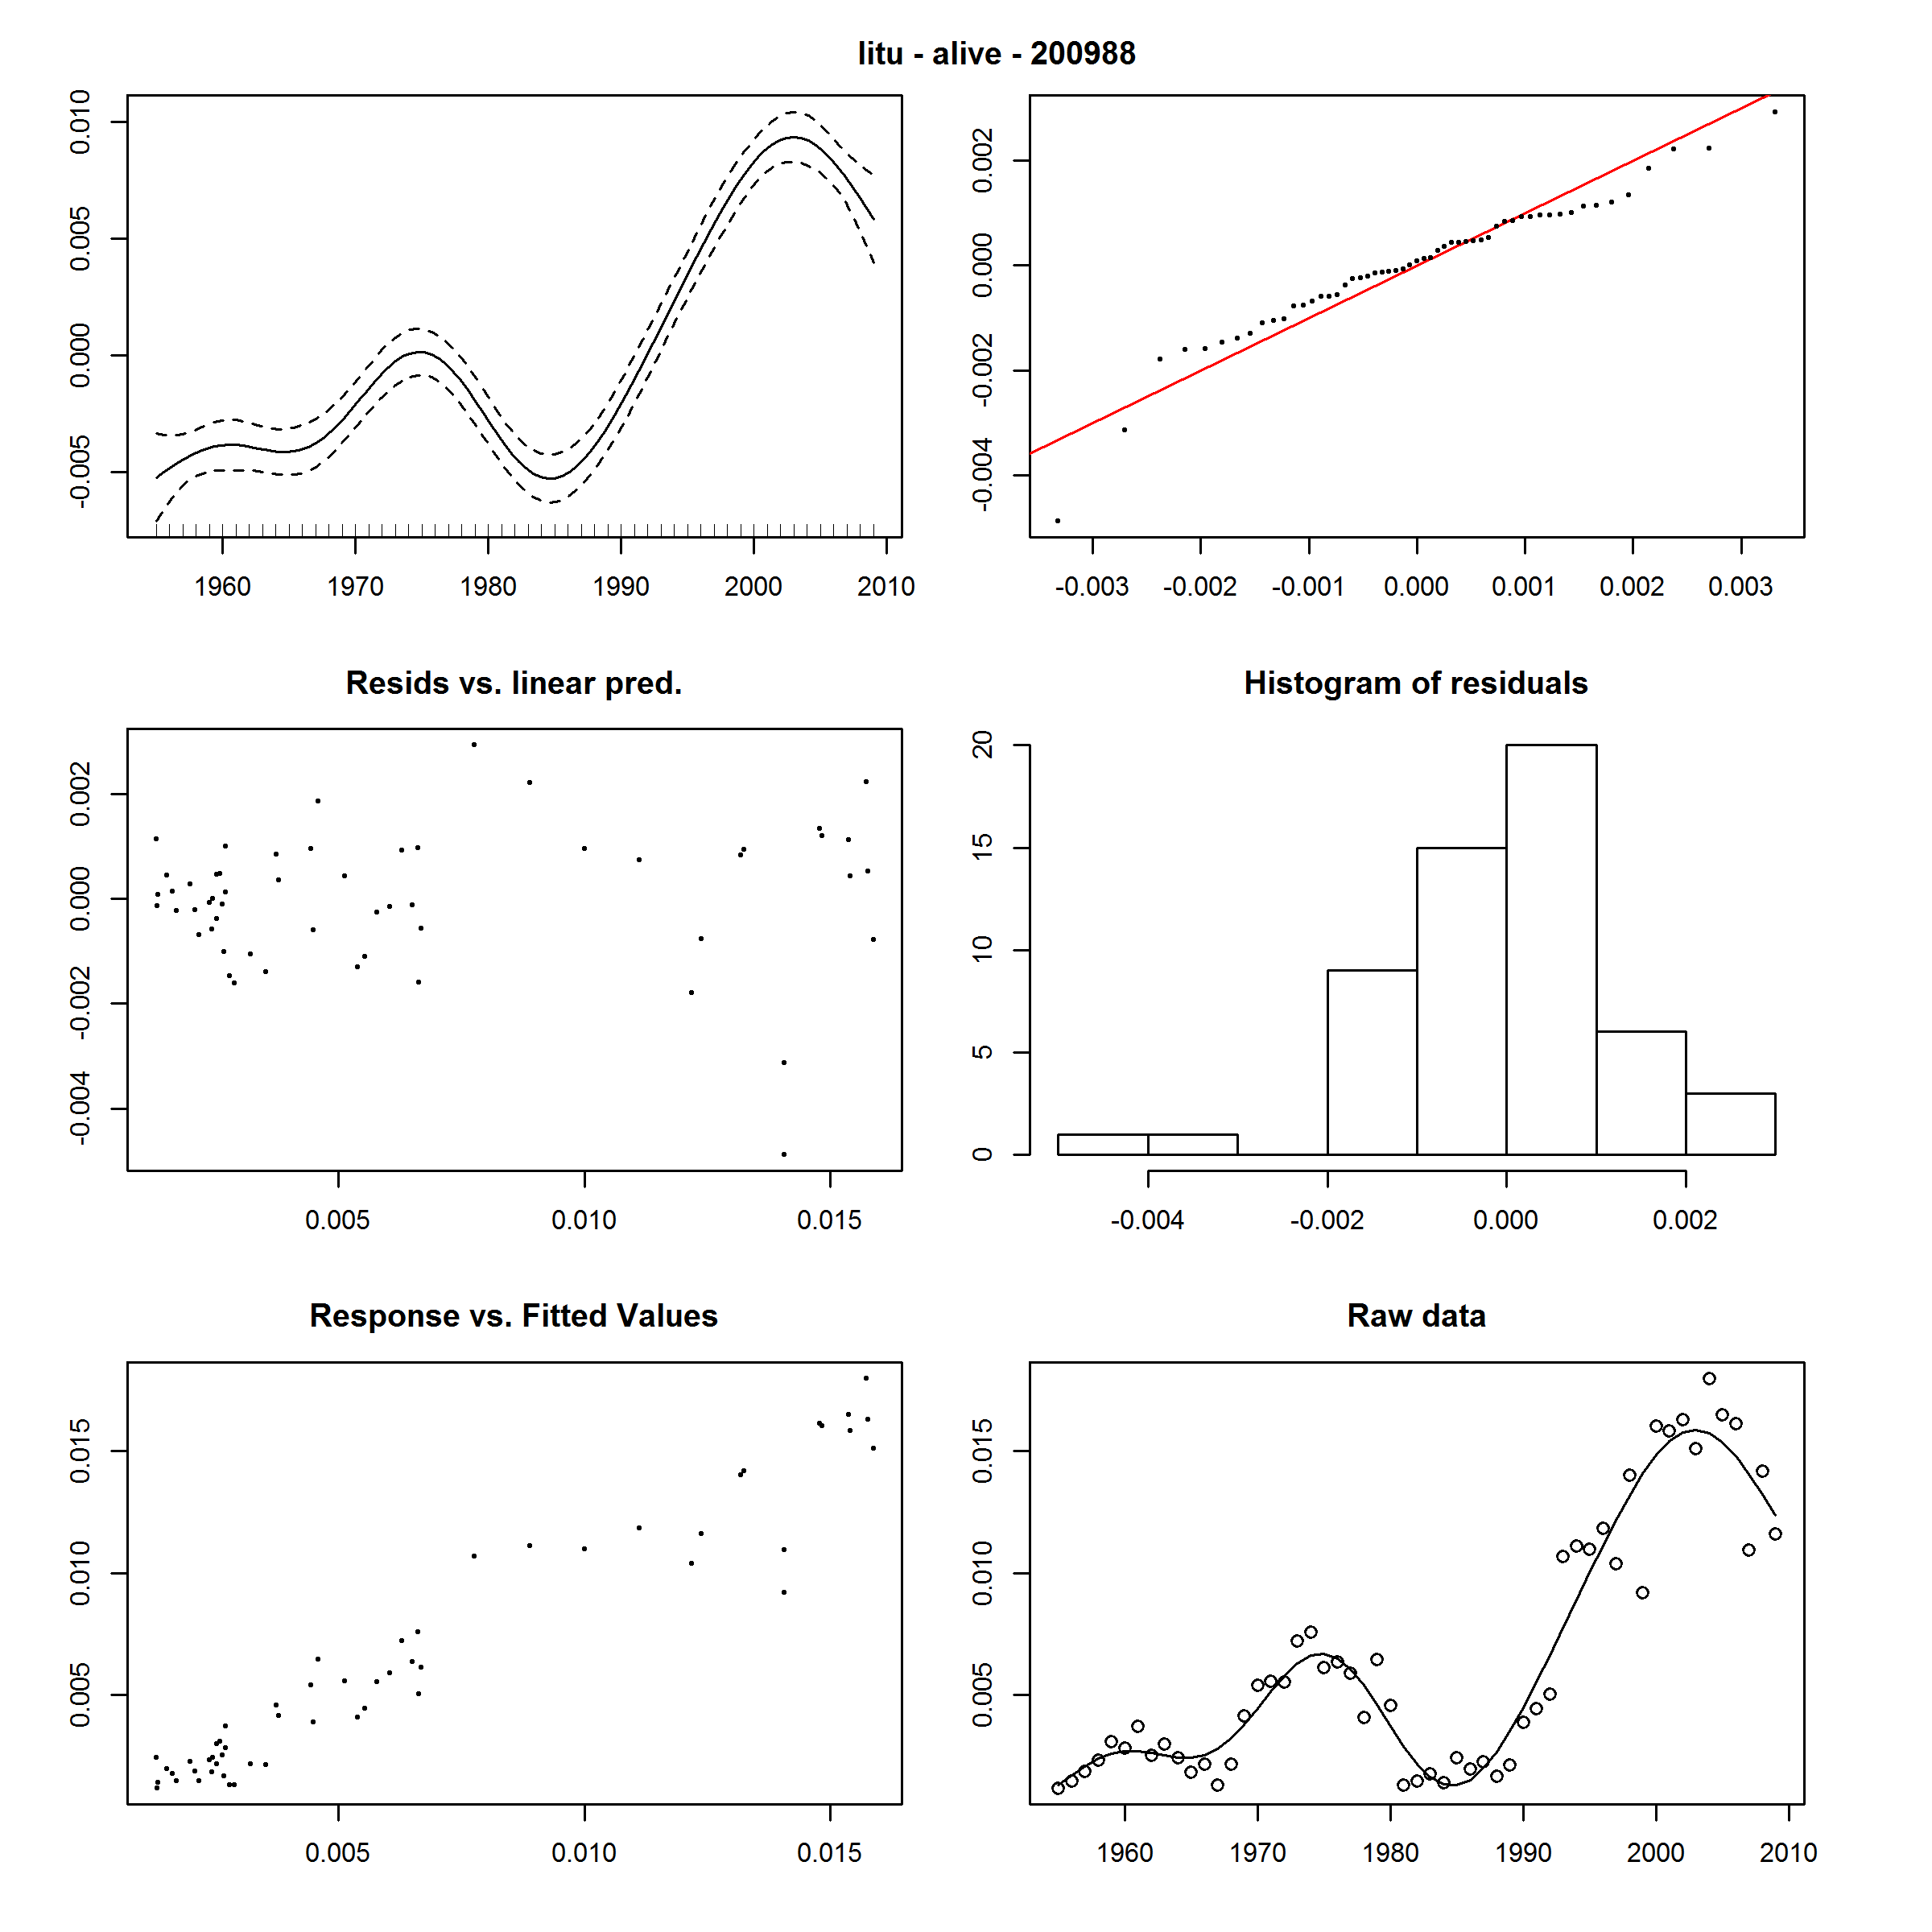 litu - alive - 200988
0.010
0.005
0.000
-0.005
1960 1970 1980 1990 2000 2010
0.002
0.000
-0.002
-0.004
-0.003 -0.002 -0.001 0.000 0.001 0.002 0.003
Resids vs. linear pred.
0.002
0.000
-0.002
-0.004
0.005 0.010 0.015
Histogram of residuals
20
15
10
5
0
-0.004 -0.002 0.000 0.002
Response vs. Fitted Values
0.015
0.010
0.005
0.005 0.010 0.015
Raw data
0.015
0.010
0.005
1960 1970 1980 1990 2000 2010